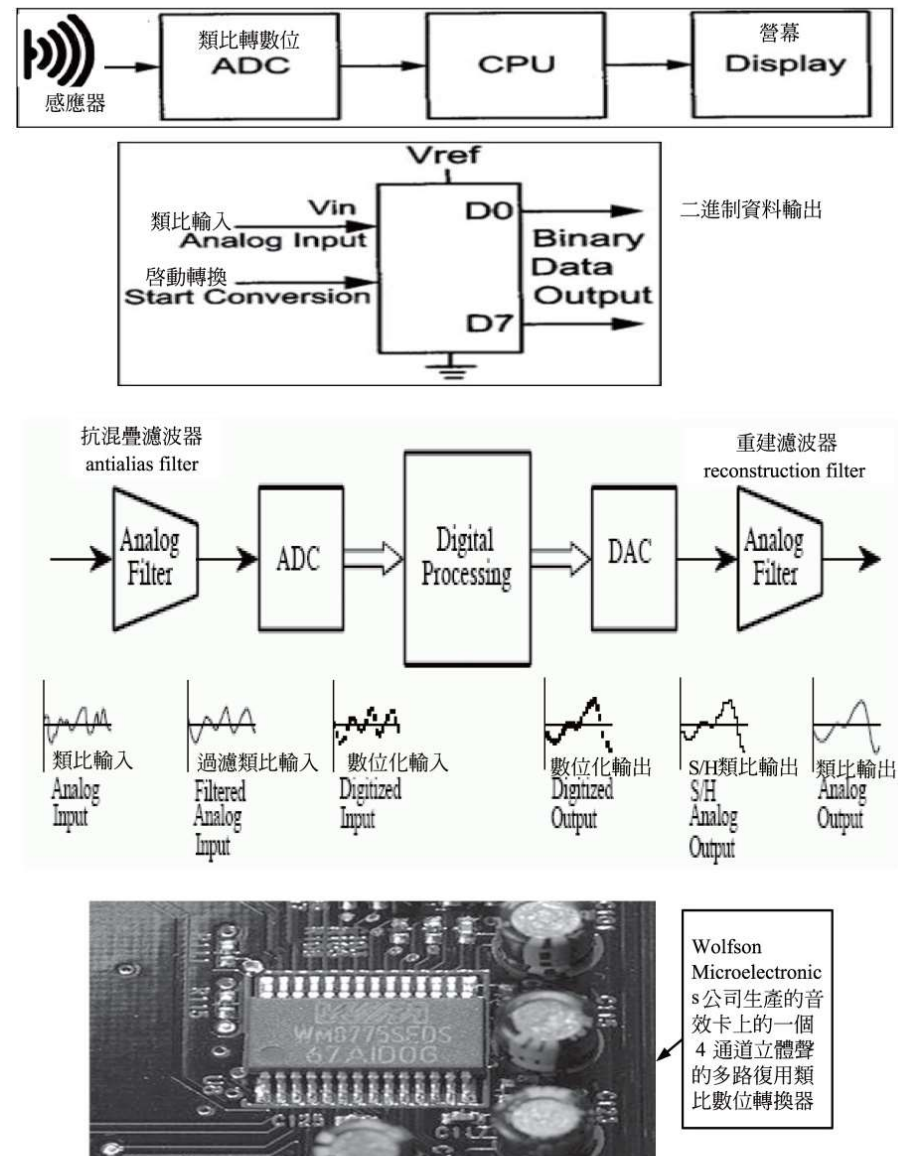 類比轉數位
ADC
CPU
營幕
Display
感應器
Vref
類比輸入
Vin
Analog Input
啓動轉換
Start Conversion
D0
Binary
Data
Output
D7
二進制資料輸出
抗混疊濾波器
antialias filter
重建濾波器
reconstruction filter
Analog
Filter
ADC
Digital
Processing
DAC
Analog
Filter
類比輸入
Analog
Input
過濾類比輸入
Filtered
Analog
Input
數位化輸入
Digitized
Input
數位化輸出
Digitized
Output
S/H類比輸出
S/H
Analog
Output
類比輸出
Analog
Output
WM8775SEDS
67AIDOG
Wolfson
Microelectronic
s公司生產的音
效卡上的一個
4 通道立體聲
的多路復用類
比數位轉換器